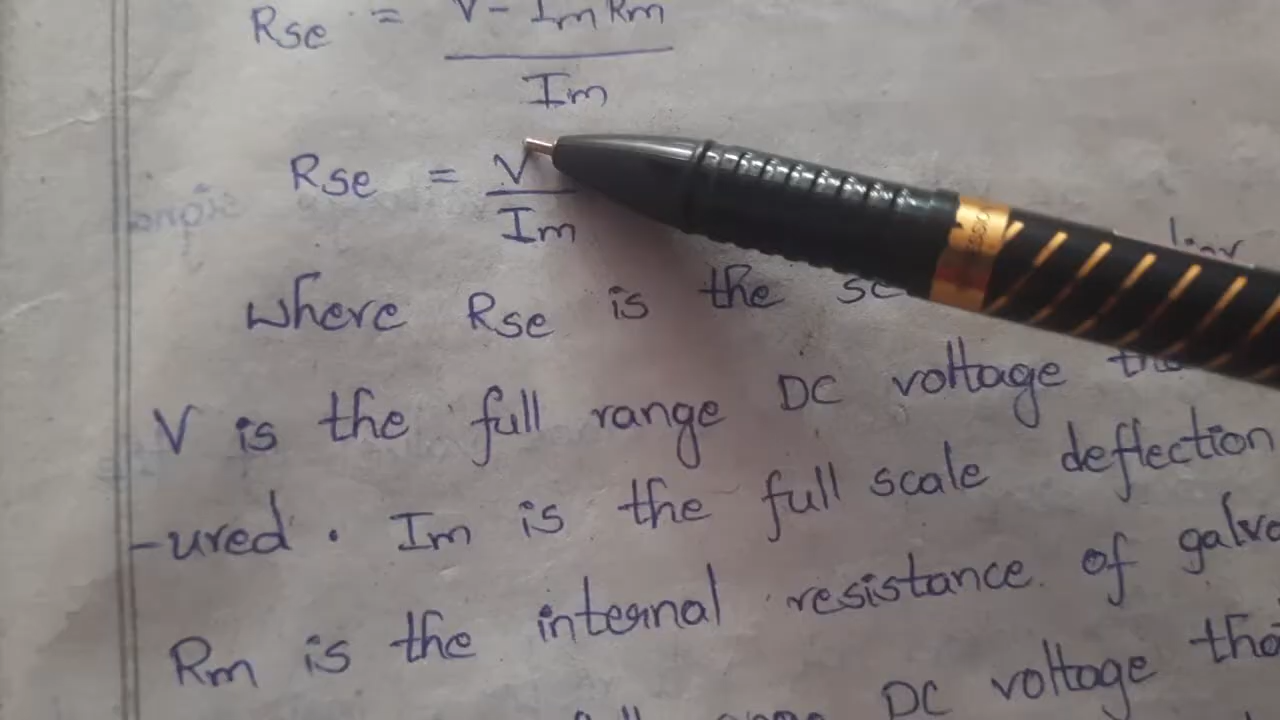 Rse = V - Im Rm
Im
Rse = V
Im
where Rse is the
V is the full range DC voltage
-ured. Im is the full scale deflection
Rm is the internal resistance of
DC voltage